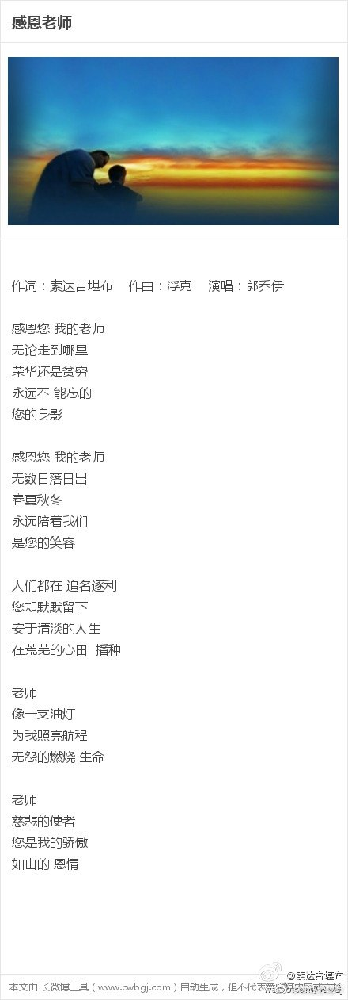 感恩老师
作词：索达吉堪布 作曲：浮克 演唱：郭乔伊
感恩您 我的老师
无论走到哪里
荣华还是贫穷
永远不 能忘的
您的身影
感恩您 我的老师
无数日落日出
春夏秋冬
永远陪着我们
是您的笑容
人们都在 追名逐利
您却默默留下
安于清淡的人生
在荒芜的心田 播种
老师
像一支油灯
为我照亮航程
无怨的燃烧 生命
老师
慈悲的使者
您是我的骄傲
如山的 恩情
@索达吉堪布
本文由 长微博工具（www.cwbgj.com）自动生成，但不代表